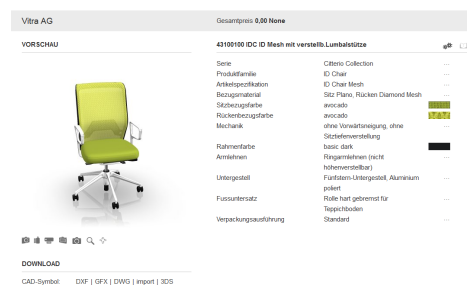 Vitra AG
Gesamtpreis 0,00 None
VORSCHAU
43100100 IDC ID Mesh mit verstellb.Lumbalstütze
Serie Citterio Collection ...
Produktfamilie ID Chair ...
Artikelspezifikation ID Chair Mesh ...
Bezugsmaterial Sitz Plano, Rücken Diamond Mesh ...
Sitzbezugsfarbe avocado
Rückenbezugsfarbe avocado
Mechanik ohne Vorwärtsneigung, ohne ...
Sitztiefenverstellung
Rahmenfarbe basic dark
Armlehnen Ringarmlehnen (nicht ...
höhenverstellbar)
Untergestell Fünfstern-Untergestell, Aluminium ...
poliert
Fussuntersatz Rolle hart gebremst für ...
Teppichboden
Verpackungsausführung Standard ...
DOWNLOAD
CAD-Symbol: DXF | GFX | DWG | import | 3DS